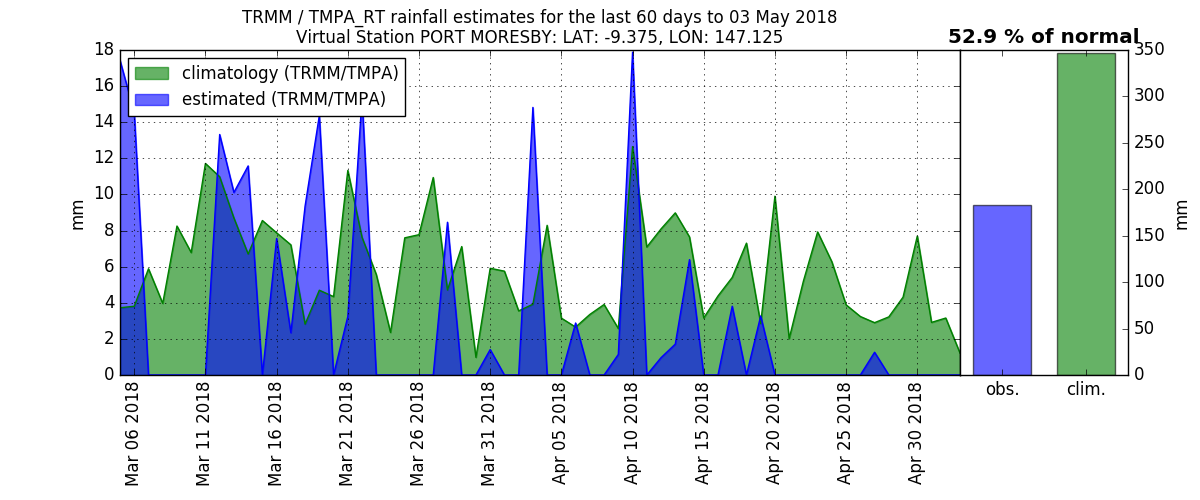 TRMM / TMPA_RT rainfall estimates for the last 60 days to 03 May 2018
Virtual Station PORT MORESBY: LAT: -9.375, LON: 147.125
52.9 % of normal
climatology (TRMM/TMPA)
estimated (TRMM/TMPA)
mm
18
16
14
12
10
8
6
4
2
0
Mar 06 2018
Mar 11 2018
Mar 16 2018
Mar 21 2018
Mar 26 2018
Mar 31 2018
Apr 05 2018
Apr 10 2018
Apr 15 2018
Apr 20 2018
Apr 25 2018
Apr 30 2018
obs.
clim.
350
300
250
200
150
100
50
0
mm